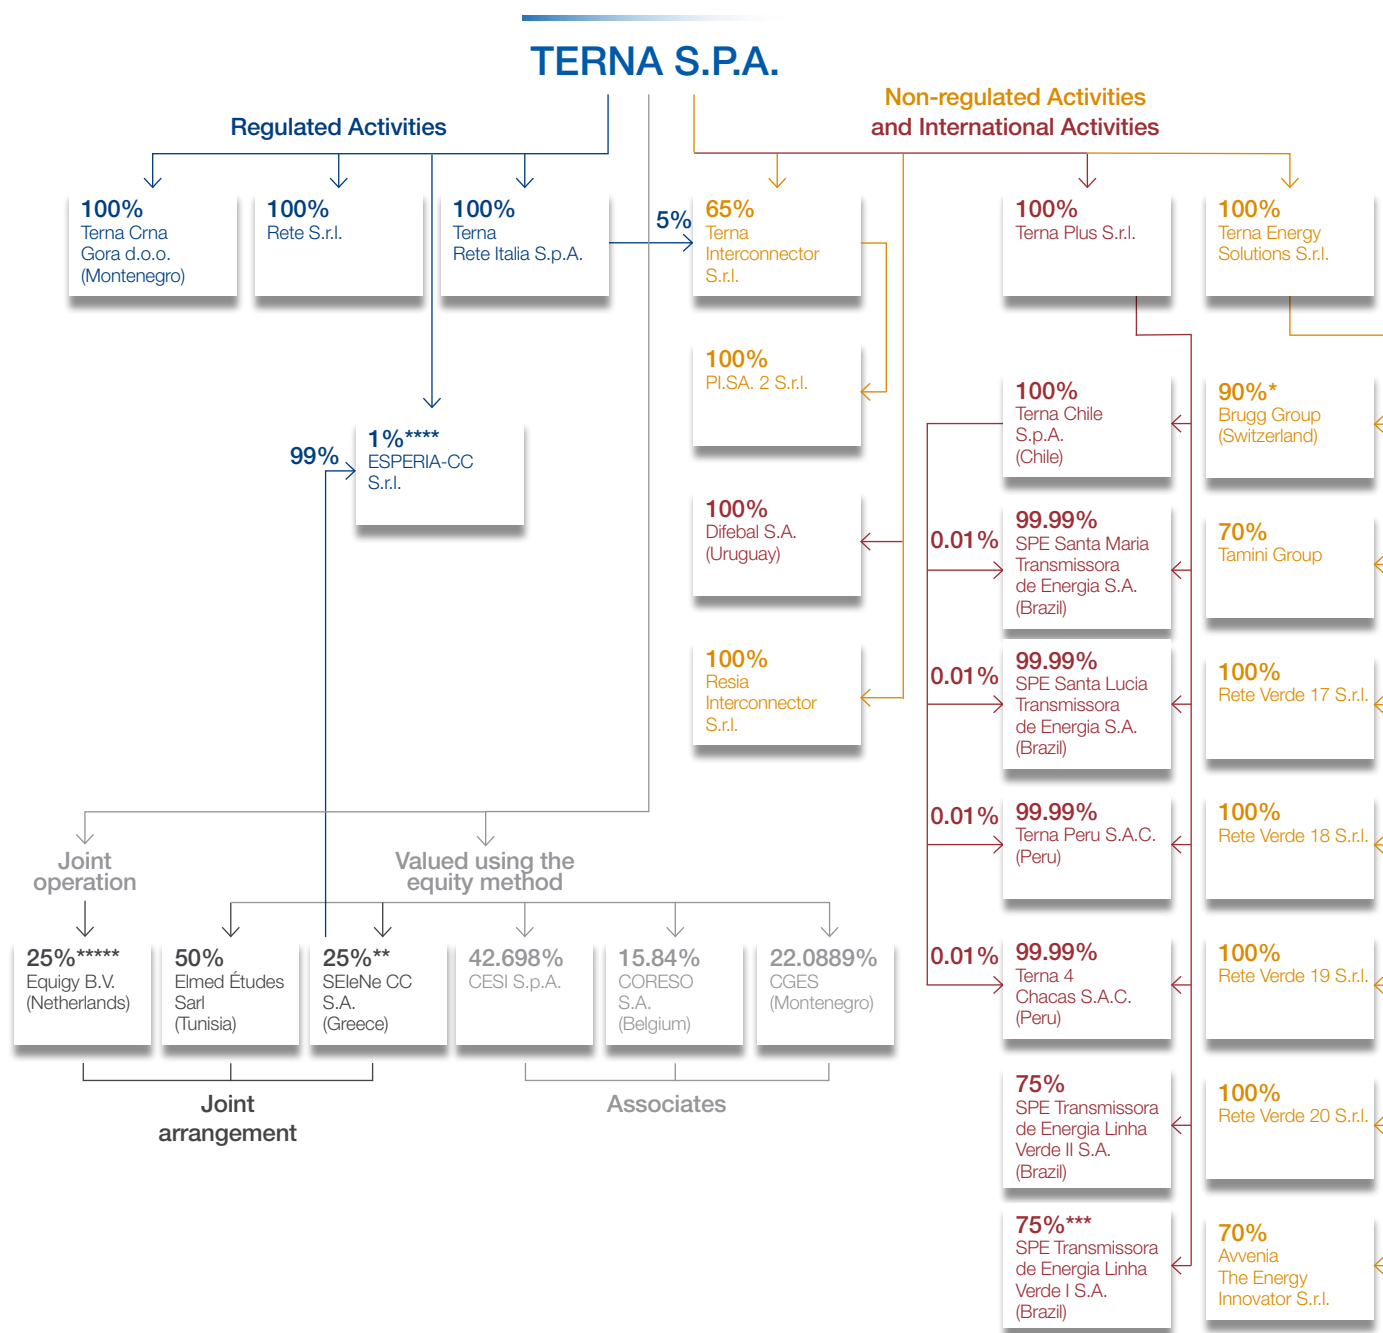 TERNA S.P.A.
Regulated Activities
Non-regulated Activities
and International Activities
100%
Terna Crna
Gora d.o.o.
(Montenegro)
100%
Rete S.r.l.
100%
Terna
Rete Italia S.p.A.
5%
65%
Terna
Interconnector
S.r.l.
100%
Terna Plus S.r.l.
100%
Terna Energy
Solutions S.r.l.
100%
PI.SA. 2 S.r.l.
99%
1%****
ESPERIA-CC
S.r.l.
100%
Difebal S.A.
(Uruguay)
100%
Resia
Interconnector
S.r.l.
100%
Terna Chile
S.p.A.
(Chile)
0.01%
99.99%
SPE Santa Maria
Transmissora
de Energia S.A.
(Brazil)
0.01%
99.99%
SPE Santa Lucia
Transmissora
de Energia S.A.
(Brazil)
0.01%
99.99%
Terna Peru S.A.C.
(Peru)
0.01%
99.99%
Terna 4
Chacas S.A.C.
(Peru)
75%
SPE Transmissora
de Energia Linha
Verde II S.A.
(Brazil)
75%***
SPE Transmissora
de Energia Linha
Verde I S.A.
(Brazil)
90%*
Brugg Group
(Switzerland)
70%
Tamini Group
100%
Rete Verde 17 S.r.l.
100%
Rete Verde 18 S.r.l.
100%
Rete Verde 19 S.r.l.
100%
Rete Verde 20 S.r.l.
70%
Avvenia
The Energy
Innovator S.r.l.
Joint
operation
Valued using the
equity method
25%*****
Equigy B.V.
(Netherlands)
50%
Elmed Études
Sarl
(Tunisia)
25%**
SEleNe CC
S.A.
(Greece)
42.698%
CESI S.p.A.
15.84%
CORESO
S.A.
(Belgium)
22.0889%
CGES
(Montenegro)
Joint
arrangement
Associates